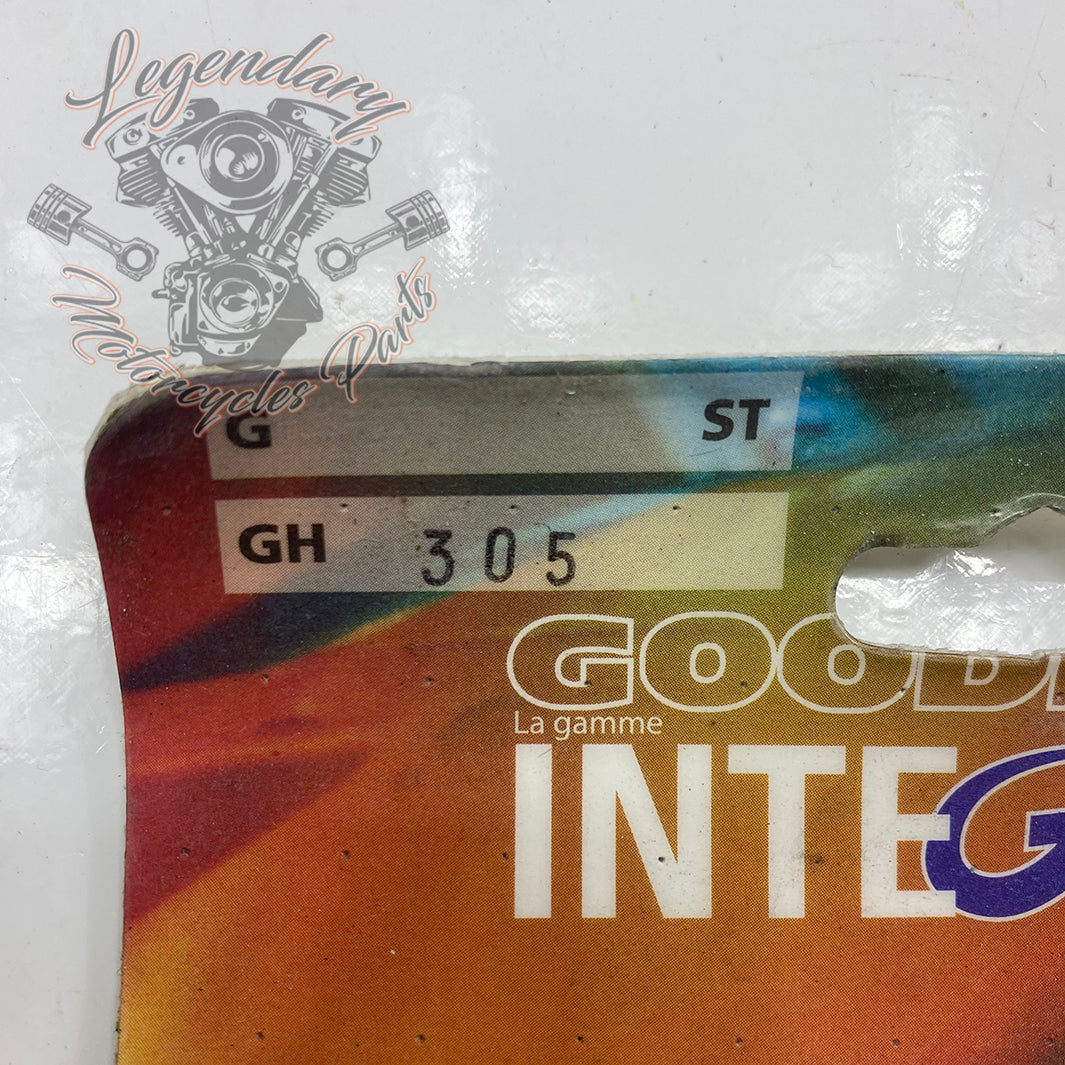 Legendary
Motorcycles Parts
G ST
GH 305
GOOD
La gamme
INTEG